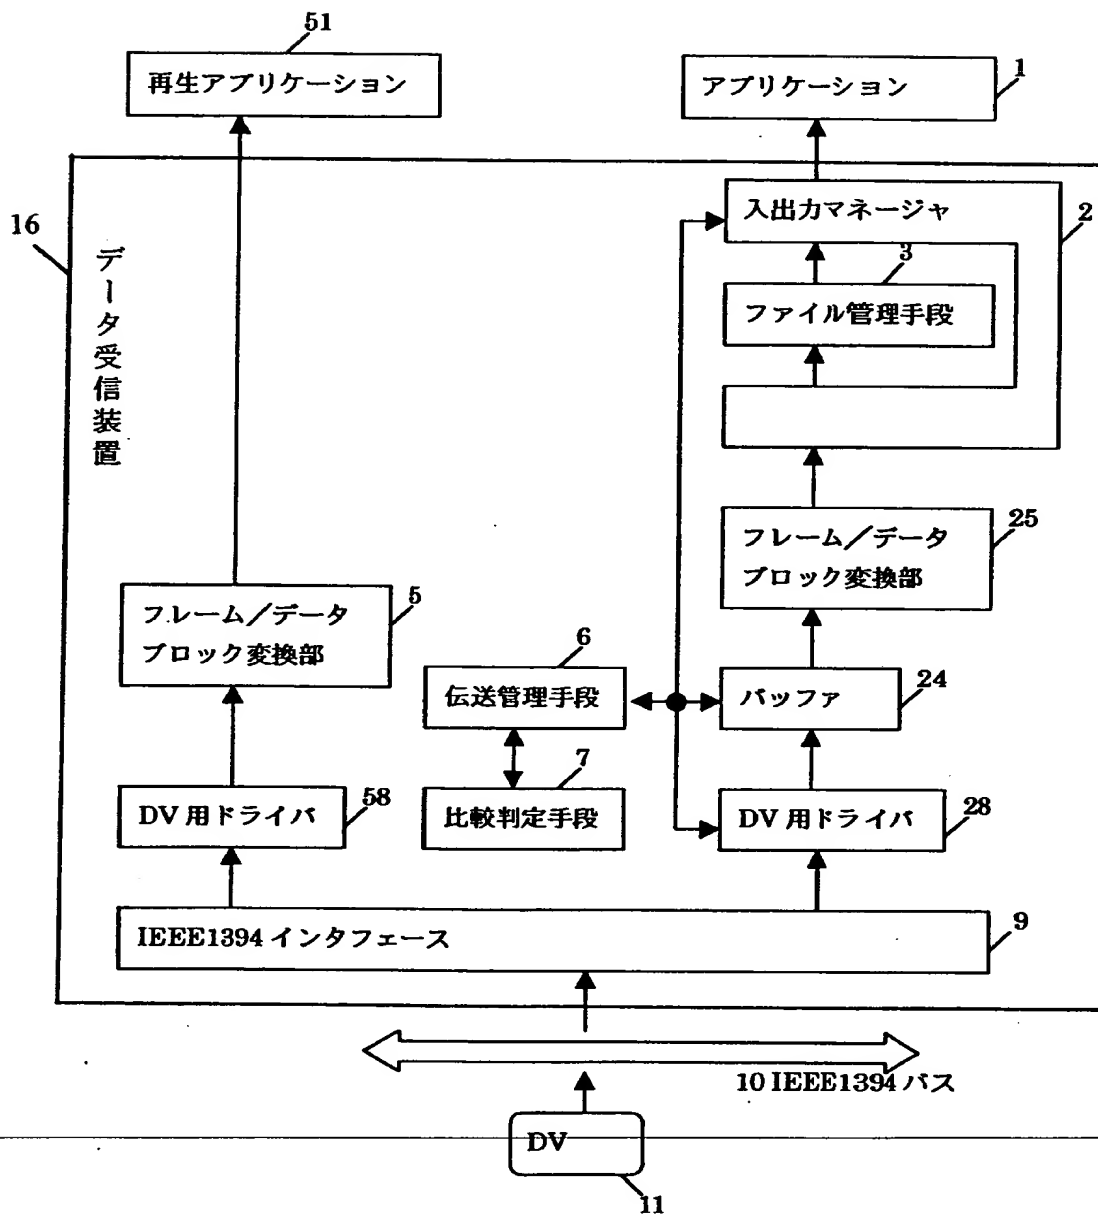 51
再生アプリケーション
アプリケーション
1
16
データ受信装置
入出力マネージャ
2
3
ファイル管理手段
25
フレーム／データ
ブロック変換部
5
フレーム／データ
ブロック変換部
6
伝送管理手段
バッファ
24
7
比較判定手段
DV用ドライバ
58
DV用ドライバ
28
IEEE1394インタフェース
9
10 IEEE1394バス
DV
11